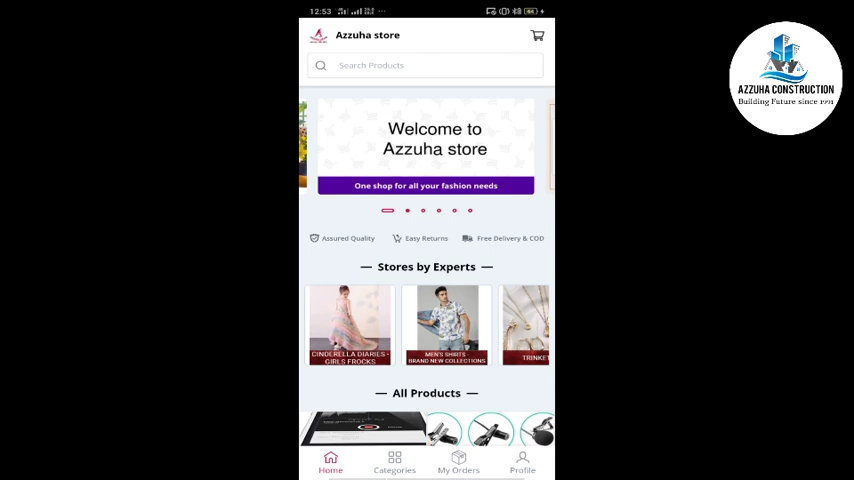 12:53
Azzuha store
Search Products
Welcome to
Azzuha store
One shop for all your fashion needs
Assured Quality
Easy Returns
Free Delivery & COD
Stores by Experts
CINDERELLA DIARIES -
GIRLS FROCKS
MEN'S SHIRTS -
BRAND NEW COLLECTIONS
TRINKE
All Products
Home
Categories
My Orders
Profile
AZZUHA CONSTRUCTION
Building Future since 1991